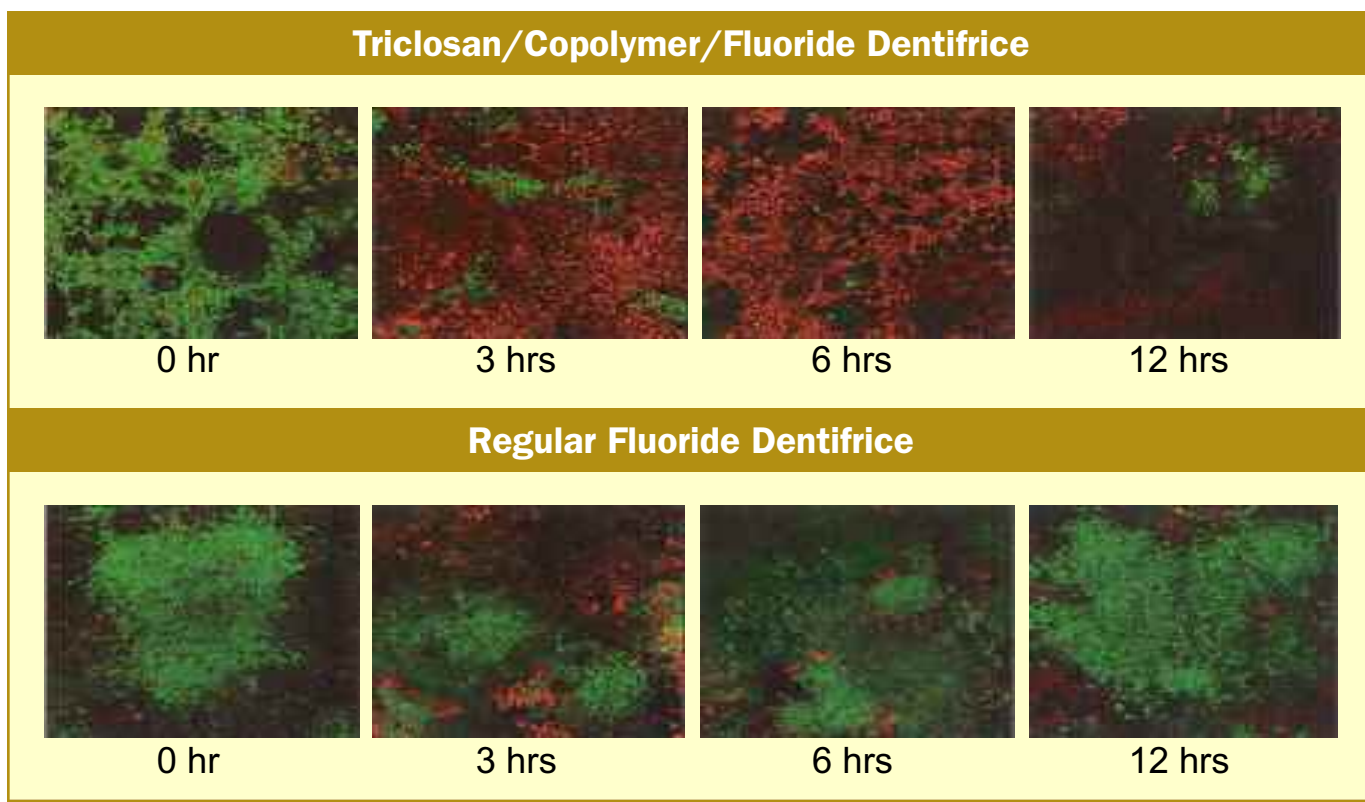 Triclosan/Copolymer/Fluoride Dentifrice
0 hr 3 hrs 6 hrs 12 hrs
Regular Fluoride Dentifrice
0 hr 3 hrs 6 hrs 12 hrs